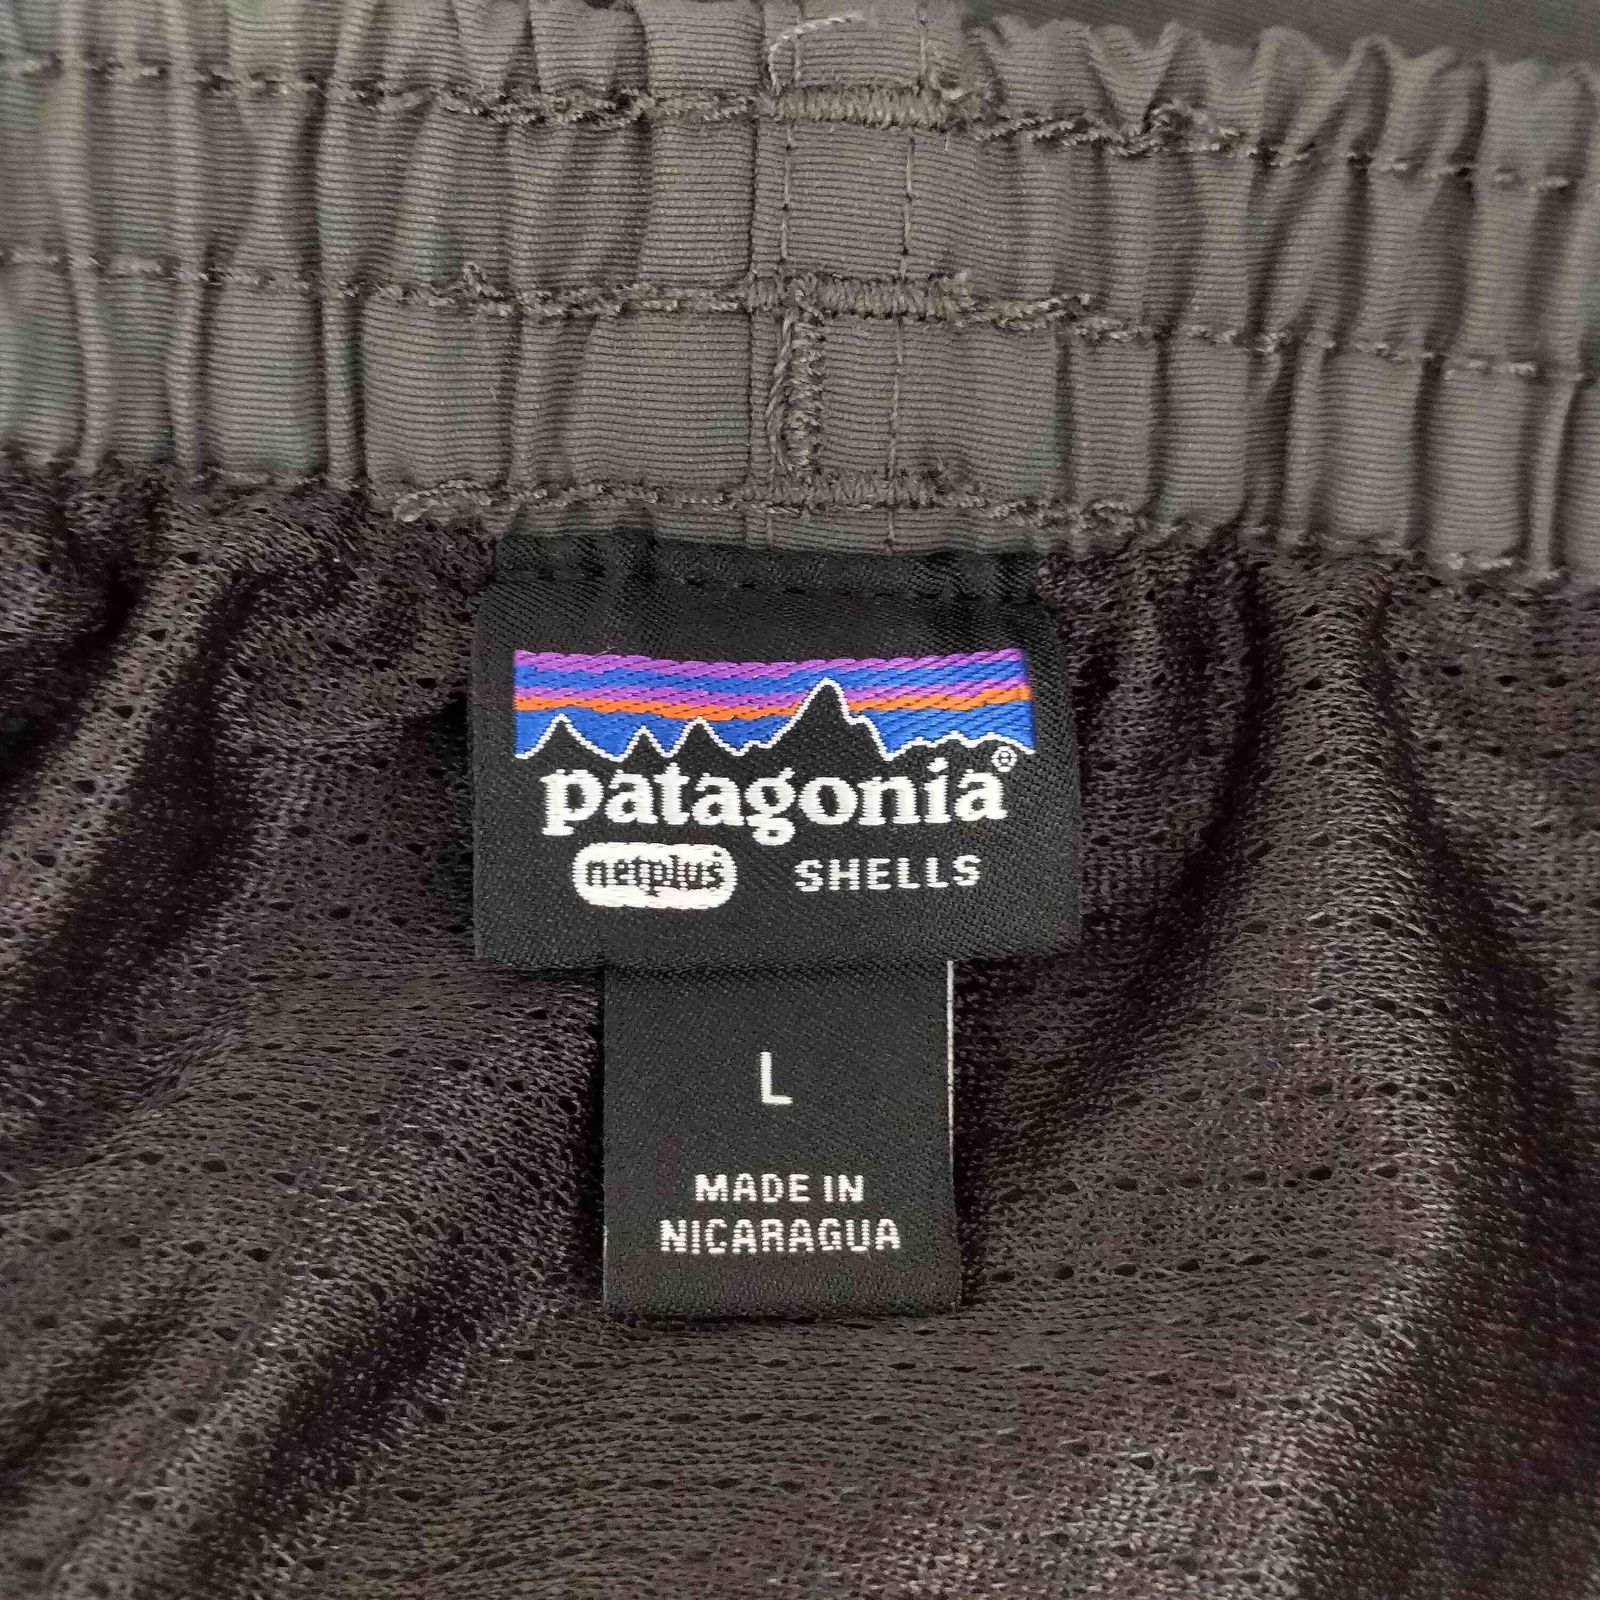 patagonia®
netplus SHELLS
L
MADE IN
NICARAGUA